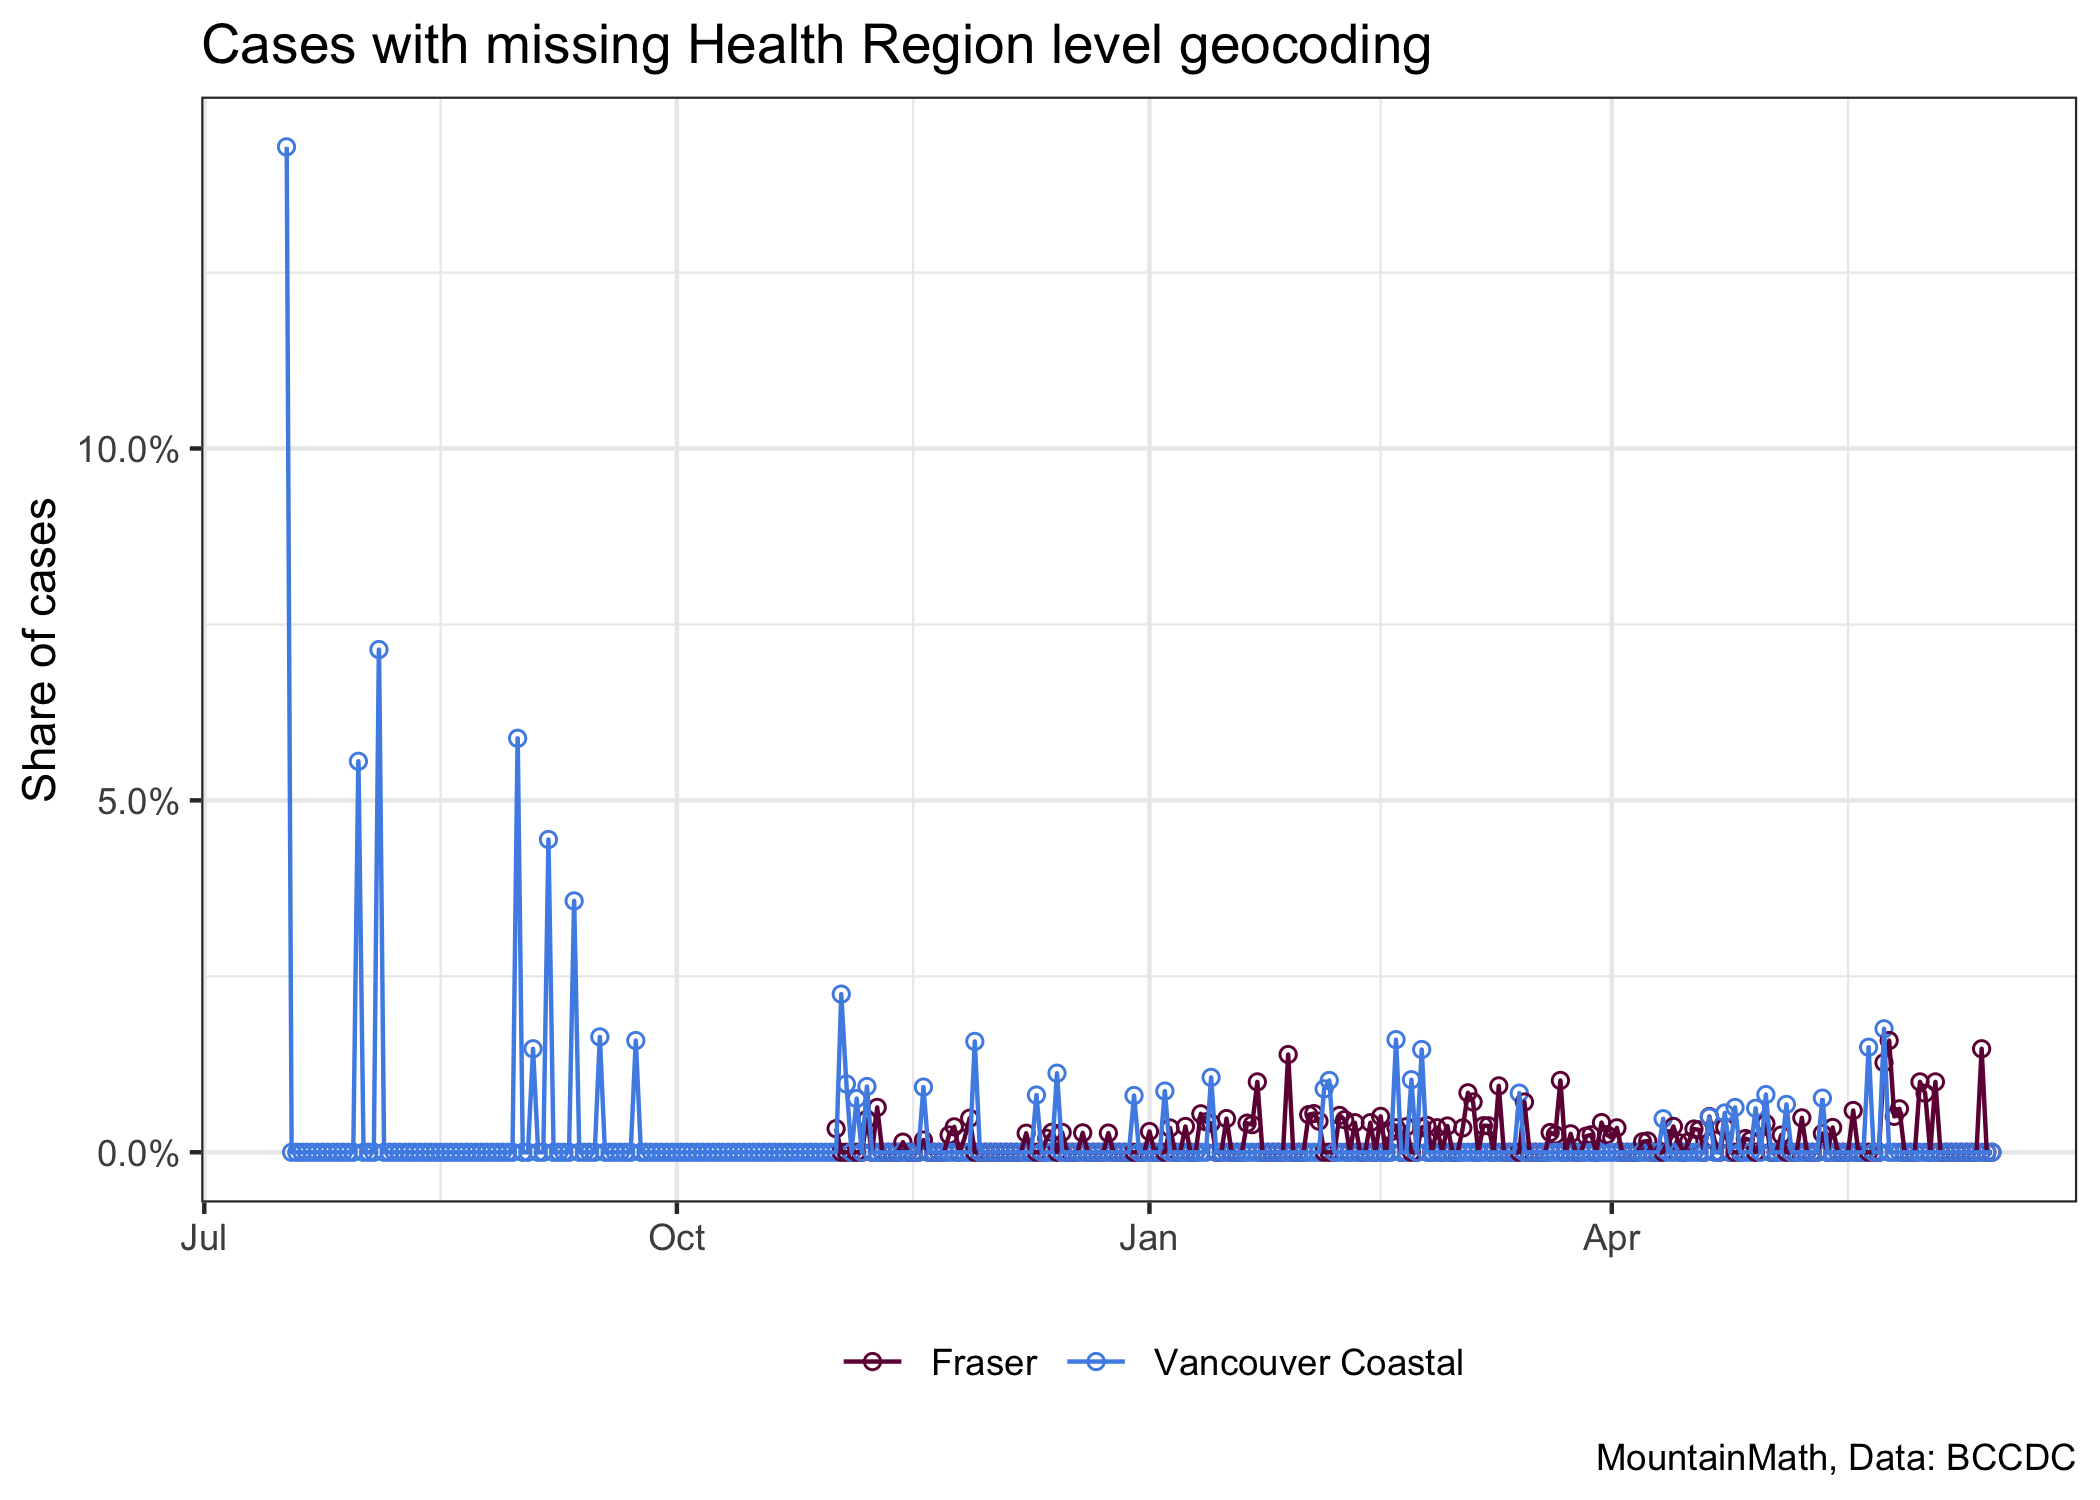 Cases with missing Health Region level geocoding
Share of cases
10.0%
5.0%
0.0%
Jul Oct Jan Apr
Fraser Vancouver Coastal
MountainMath, Data: BCCDC